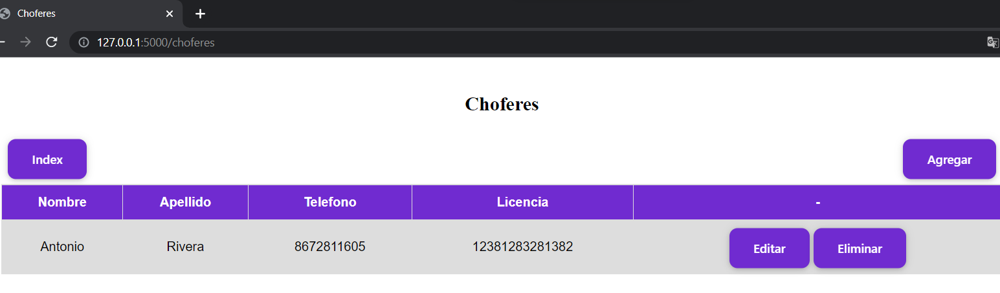 Choferes
127.0.0.1:5000/choferes
Choferes
Index Agregar
Nombre Apellido Telefono Licencia -
Antonio Rivera 8672811605 12381283281382 Editar Eliminar